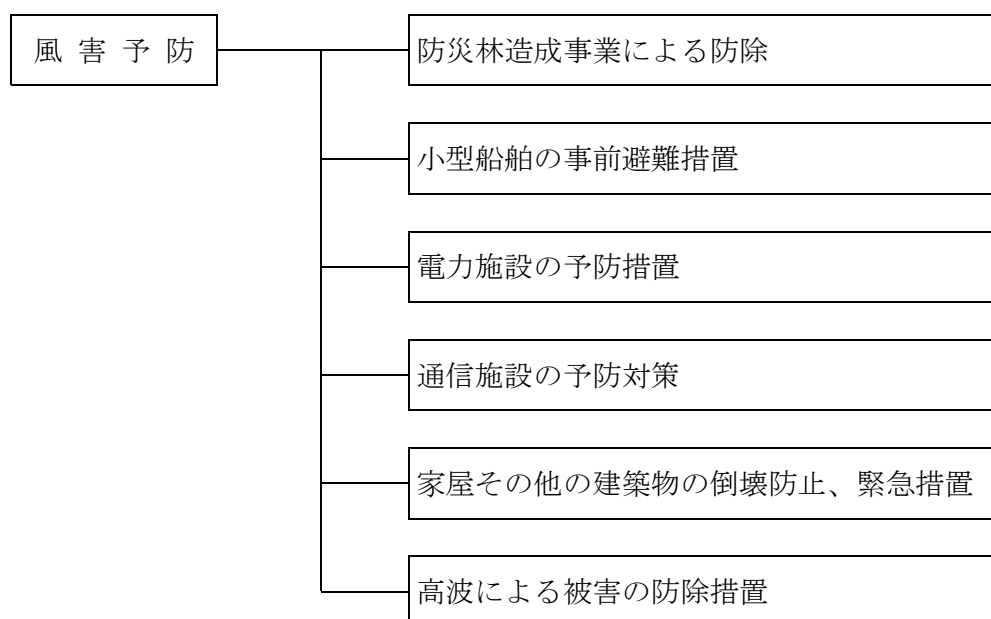 風害予防
防災林造成事業による防除
小型船舶の事前避難措置
電力施設の予防措置
通信施設の予防対策
家屋その他の建築物の倒壊防止、緊急措置
高波による被害の防除措置